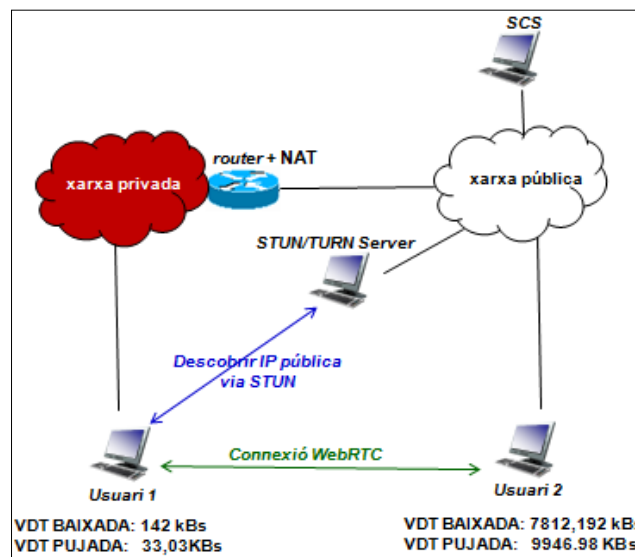 SCS
router + NAT
xarxa privada
xarxa pública
STUN/TURN Server
Descobrir IP pública
via STUN
Connexió WebRTC
Usuari 1
Usuari 2
VDT BAIXADA: 142 kBs
VDT PUJADA: 33,03KBs
VDT BAIXADA: 7812,192 kBs
VDT PUJADA: 9946.98 KBs